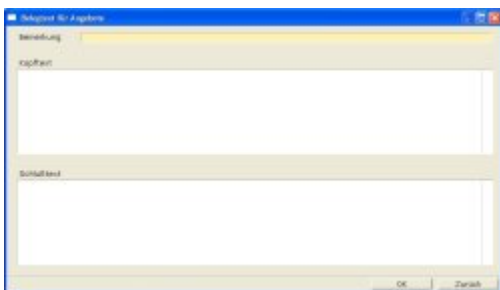 Belegtext für Angebote
Bemerkung
Kopftext
Schlußtext
OK
Zurück